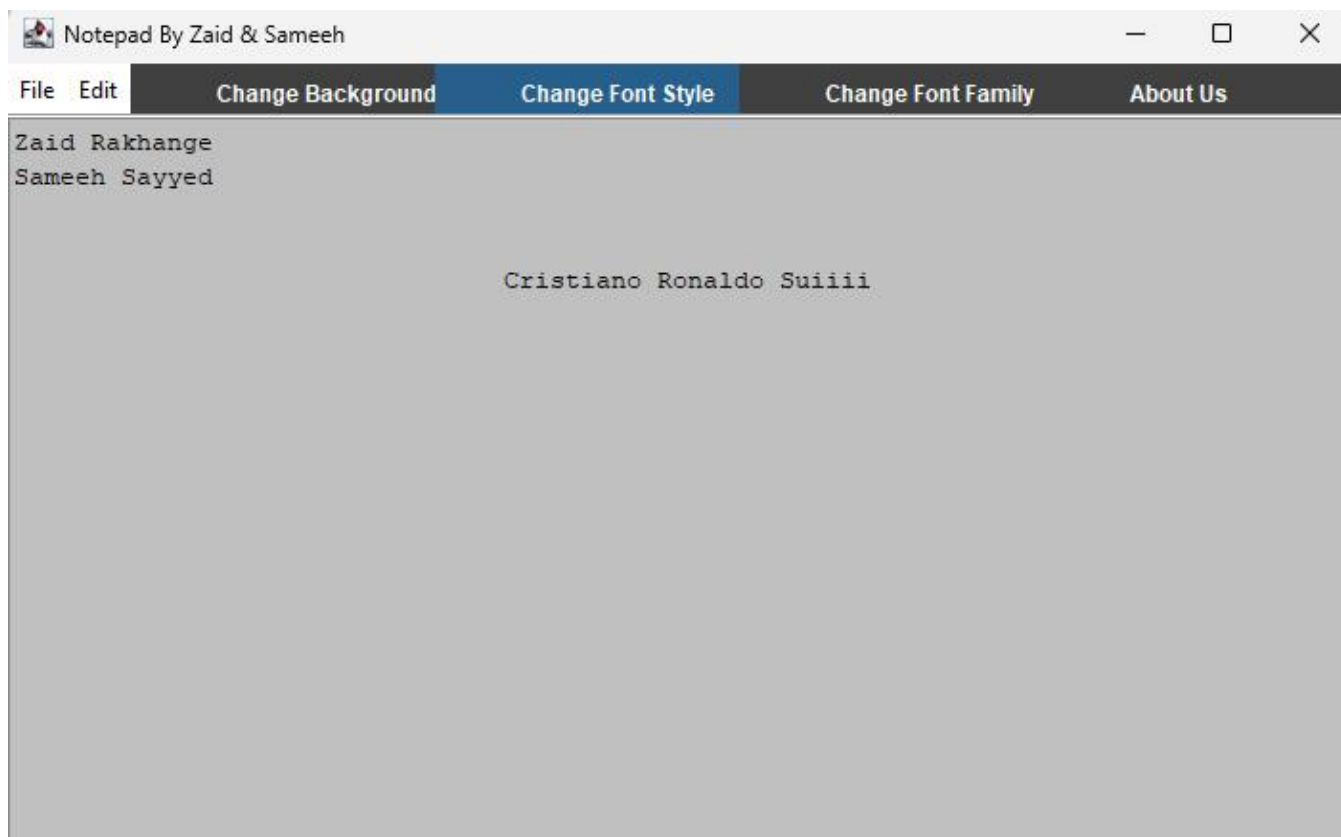 Notepad By Zaid & Sameeh
File Edit Change Background Change Font Style Change Font Family About Us
Zaid Rakhange
Sameeh Sayyed
Cristiano Ronaldo Suiiii